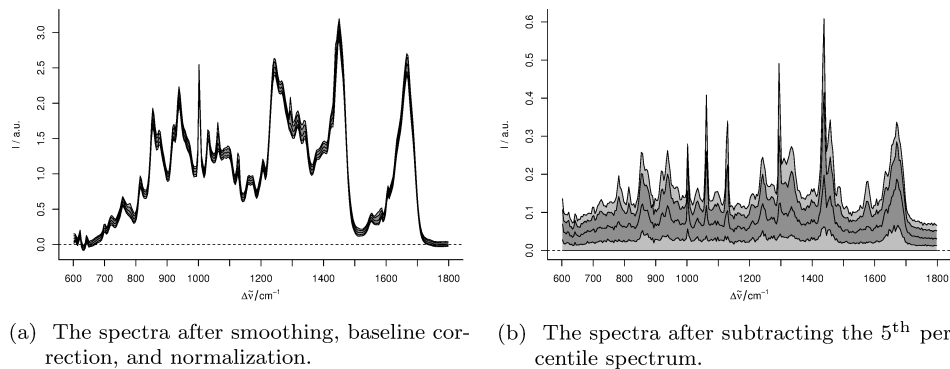 3.0
2.5
2.0
1.5
1.0
0.5
0.0
I / a.u.
600 700 800 1000 1200 1400 1600 1800
Δν̃/cm⁻¹
0.6
0.5
0.4
0.3
0.2
0.1
0.0
I / a.u.
600 700 800 1000 1200 1400 1600 1800
Δν̃/cm⁻¹
(a) The spectra after smoothing, baseline cor-
rection, and normalization.
(b) The spectra after subtracting the 5th per
centile spectrum.